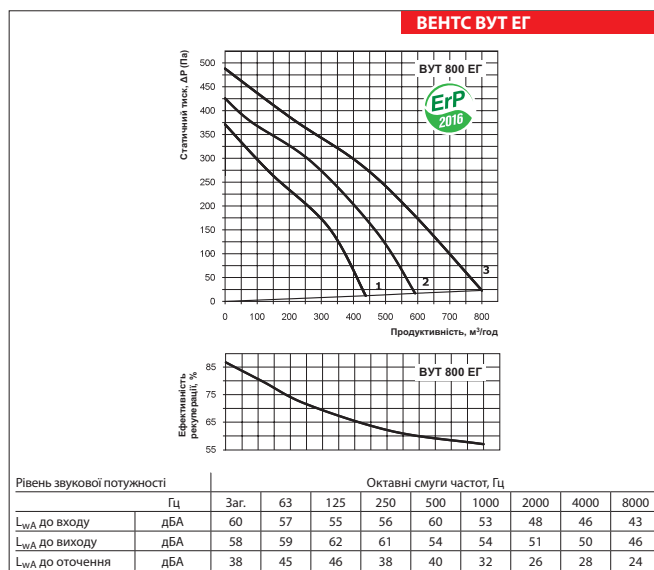 ВЕНТС ВУТ ЕГ
Статичний тиск, ΔP (Па)
500
450
400
350
300
250
200
150
100
50
0
ВУТ 800 ЕГ
ErP
2016
1
2
3
0 100 200 300 400 500 600 700 800
Продуктивність, м³/год
Ефективність
рекуперації, %
85
75
65
55
ВУТ 800 ЕГ
Рівень звукової потужності Октавні смуги частот, Гц
Гц Заг. 63 125 250 500 1000 2000 4000 8000
LwA до входу дБА 60 57 55 56 60 53 48 46 43
LwA до виходу дБА 58 59 62 61 54 54 51 50 46
LwA до оточення дБА 38 45 46 38 40 32 26 28 24